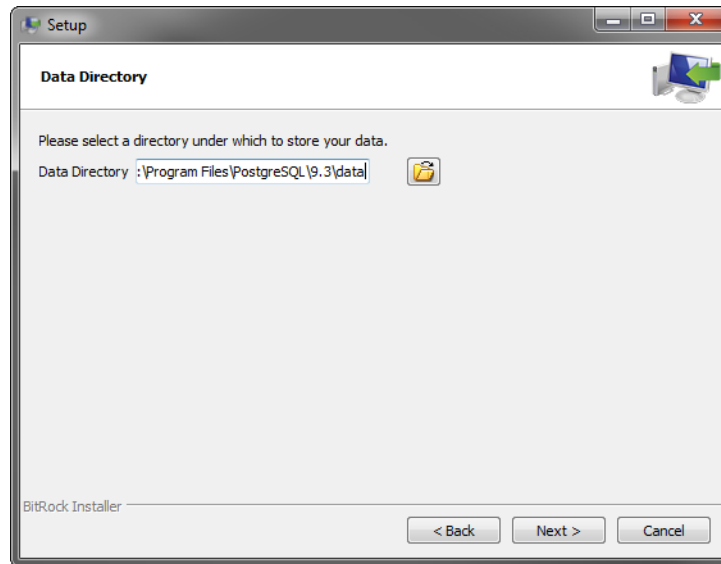 Setup
Data Directory
Please select a directory under which to store your data.
Data Directory :\Program Files\PostgreSQL\9.3\data
BitRock Installer
< Back Next > Cancel